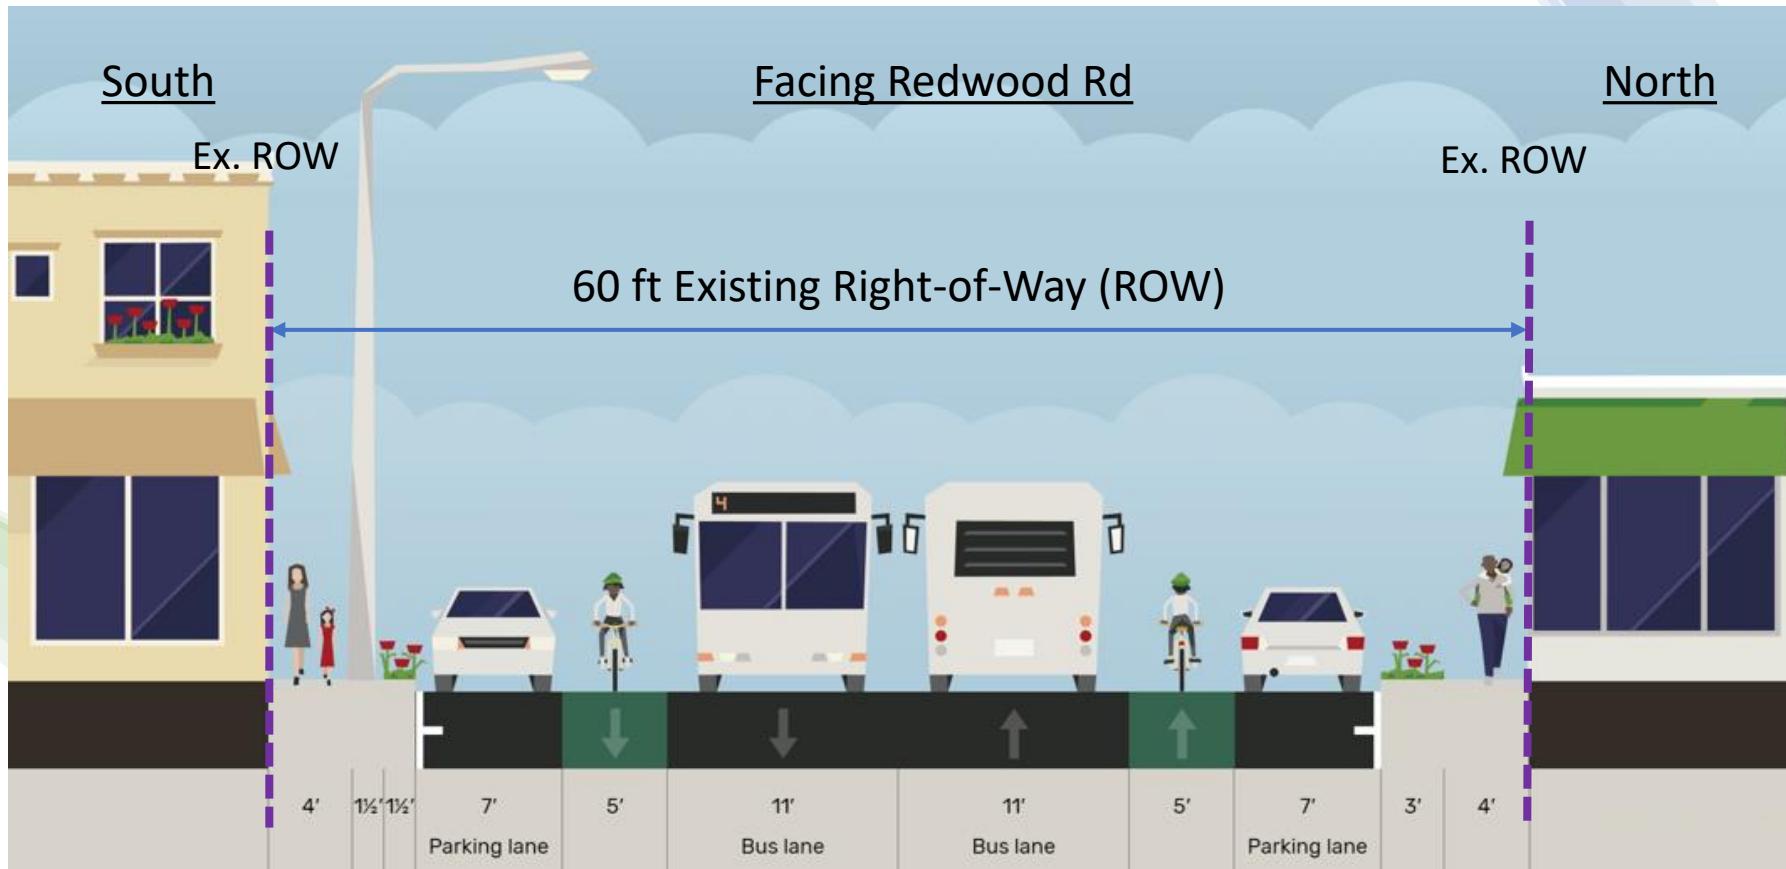 South
Facing Redwood Rd
North
Ex. ROW
Ex. ROW
60 ft Existing Right-of-Way (ROW)
4
4' 1½' 1½' 7' 5' 11' 11' 5' 7' 3' 4'
Parking lane Bus lane Bus lane Parking lane